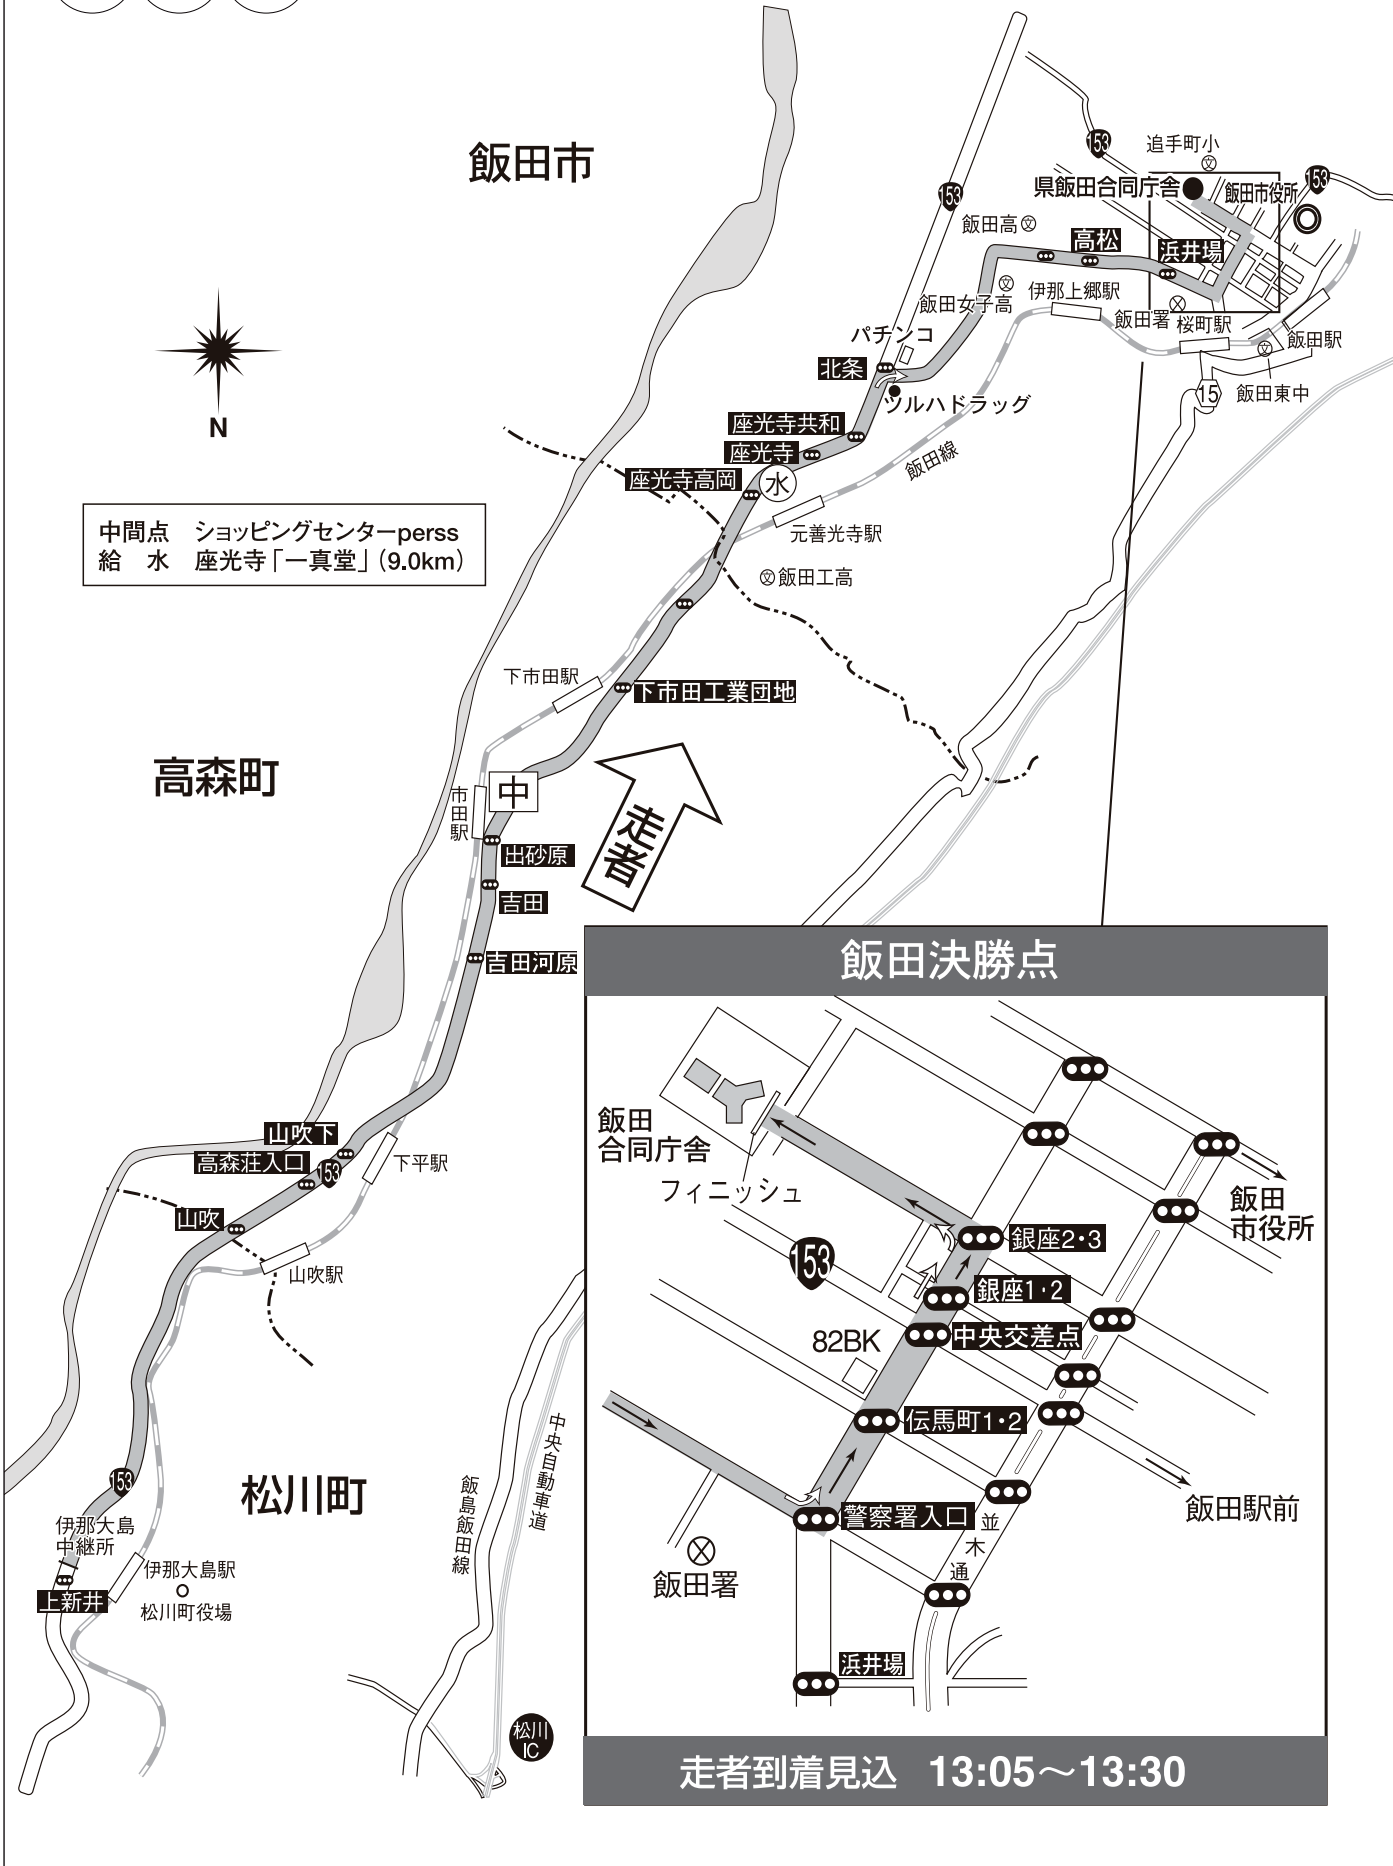 飯田市
153
追手町小
文
県飯田合同庁舎
飯田市役所
153
153
飯田高
文
高松
浜井場
飯田女子高
文
伊那上郷駅
飯田署
桜町駅
飯田駅
文
飯田東中
15
パチンコ
北条
ツルハドラッグ
N
座光寺共和
座光寺
座光寺高岡
水
飯田線
元善光寺駅
文飯田工高
中間点 ショッピングセンターperss
給 水 座光寺「一真堂」(9.0km)
下市田駅
下市田工業団地
高森町
市田駅
中
走者
出砂原
吉田
吉田河原
山吹下
高森荘入口
153
下平駅
山吹
山吹駅
松川町
153
伊那大島
中継所
上新井
伊那大島駅
松川町役場
飯島飯田線
中央自動車道
松川
IC
飯田決勝点
飯田
合同庁舎
フィニッシュ
飯田
市役所
153
銀座2・3
銀座1・2
中央交差点
82BK
伝馬町1・2
警察署入口
飯田署
並木通
飯田駅前
浜井場
走者到着見込 13:05〜13:30